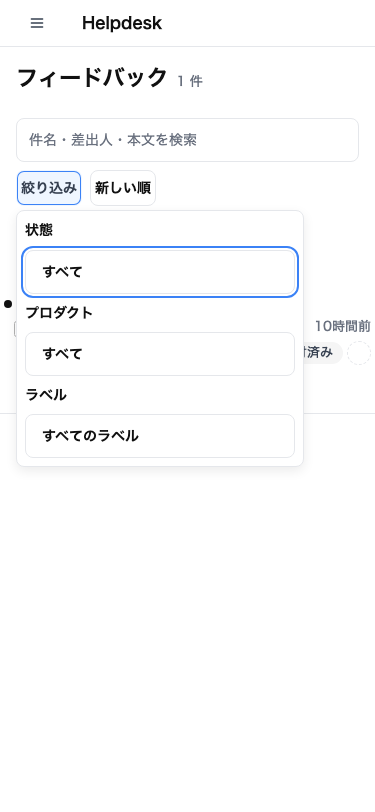 Helpdesk
フィードバック 1 件
件名・差出人・本文を検索
絞り込み 新しい順
状態
すべて
プロダクト
10時間前
すべて
済み
ラベル
すべてのラベル